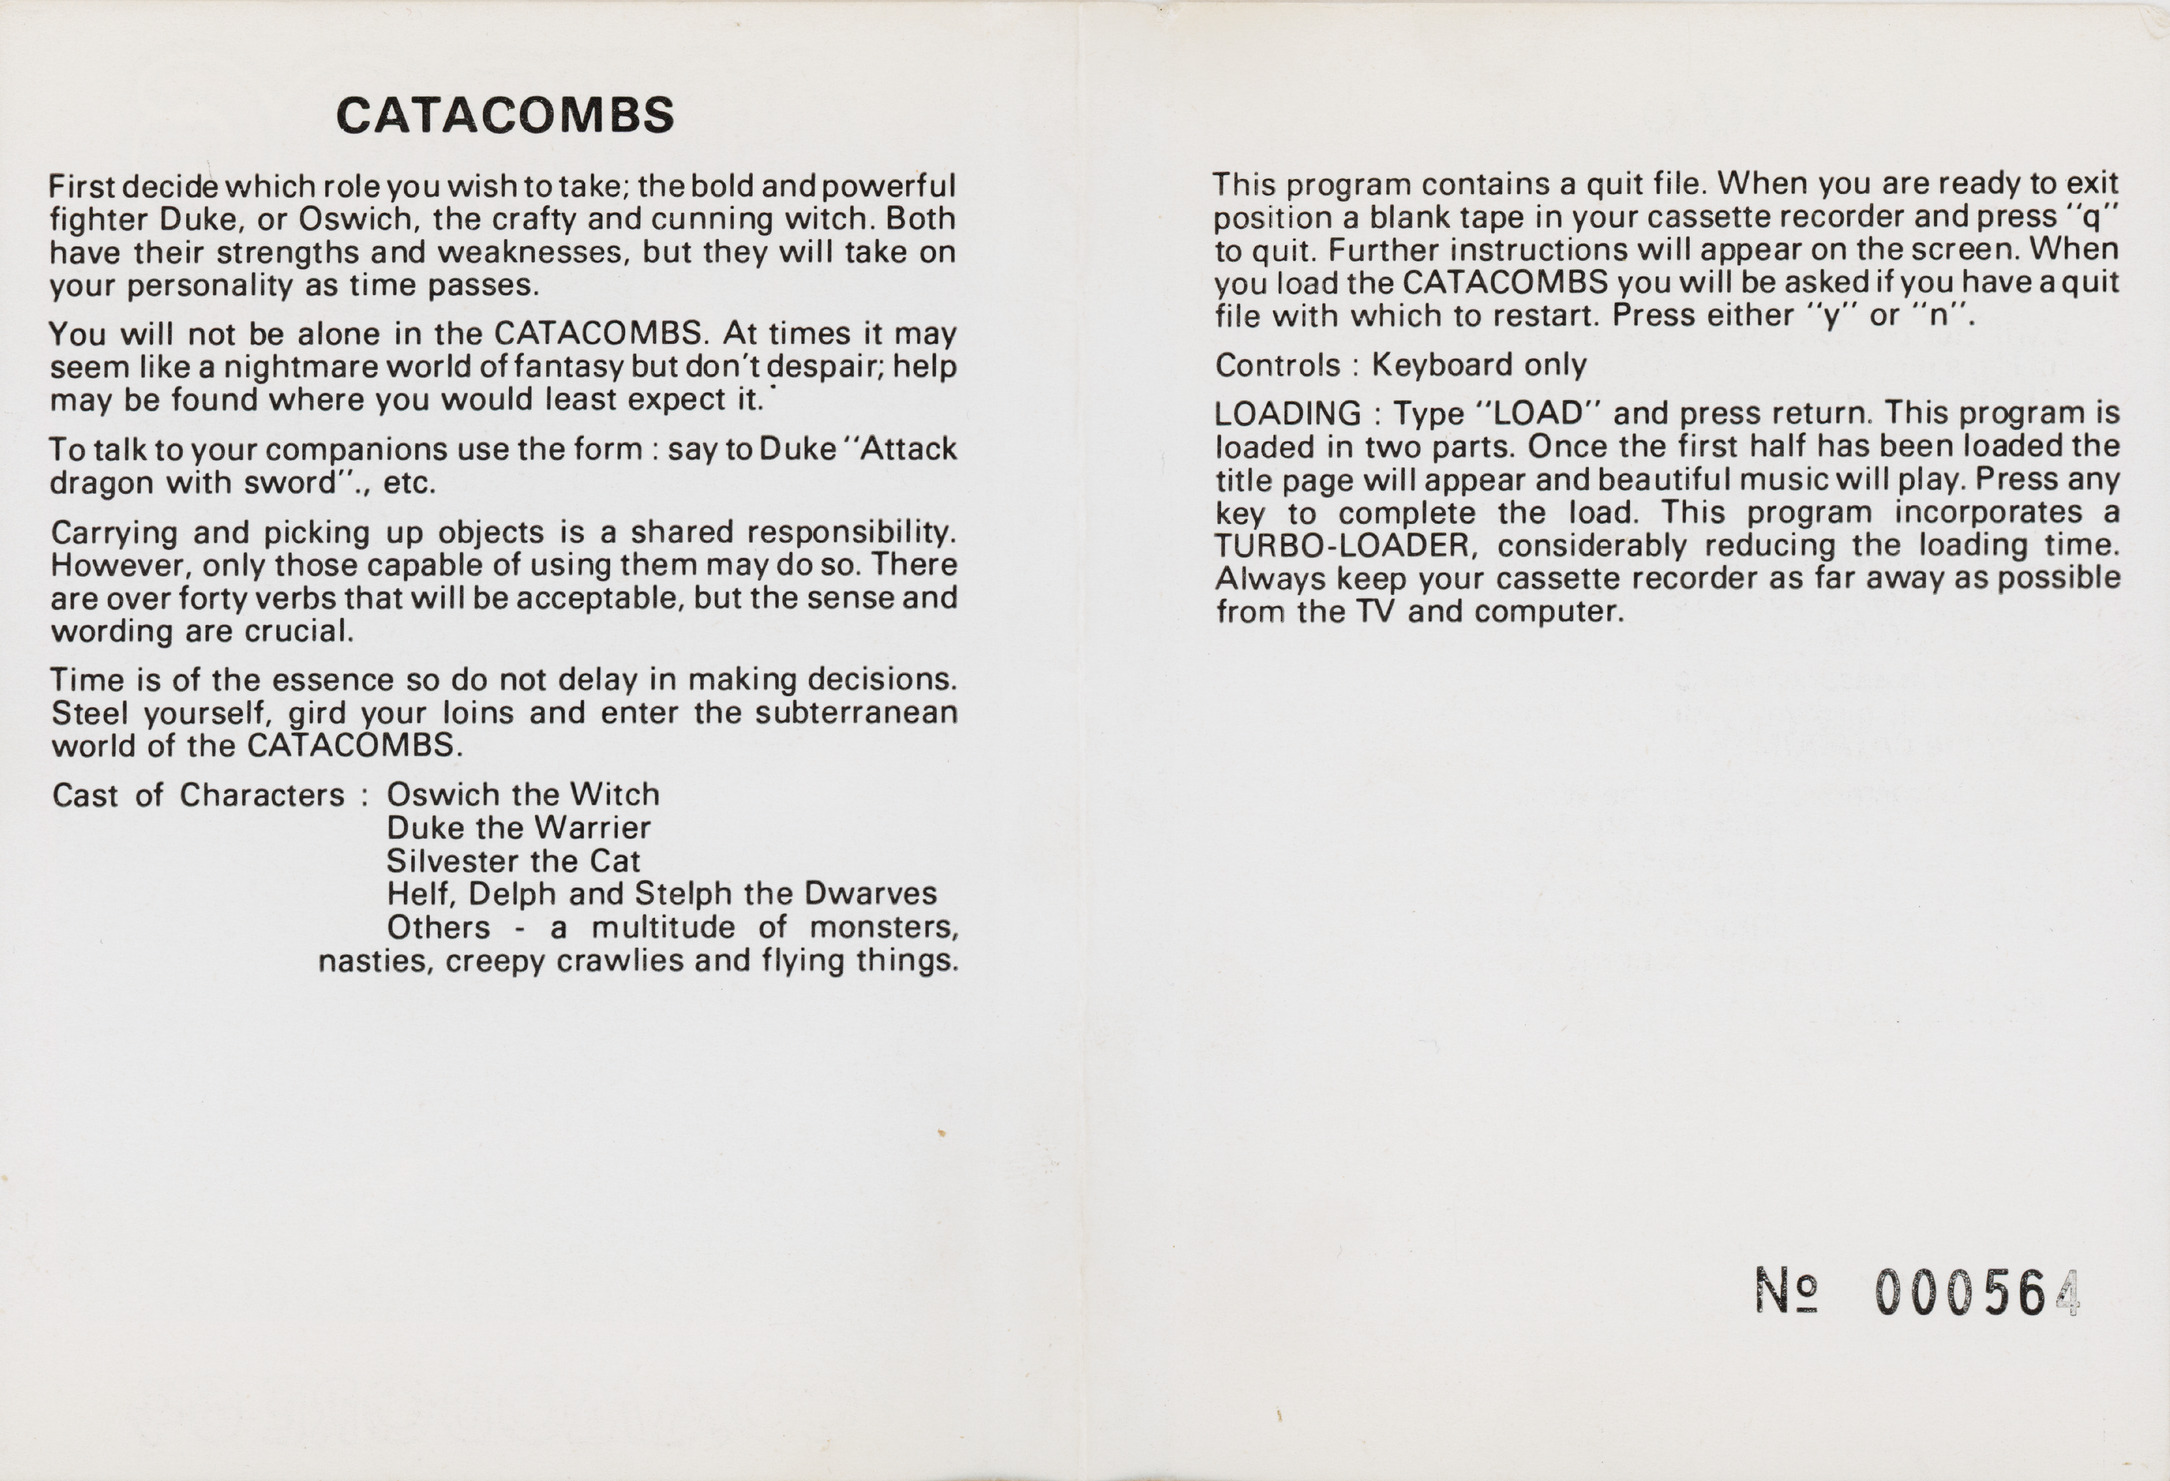 CATACOMBS
First decide which role you wish to take; the bold and powerful
fighter Duke, or Oswich, the crafty and cunning witch. Both
have their strengths and weaknesses, but they will take on
your personality as time passes.
You will not be alone in the CATACOMBS. At times it may
seem like a nightmare world of fantasy but don't despair; help
may be found where you would least expect it.
To talk to your companions use the form : say to Duke "Attack
dragon with sword"., etc.
Carrying and picking up objects is a shared responsibility.
However, only those capable of using them may do so. There
are over forty verbs that will be acceptable, but the sense and
wording are crucial.
Time is of the essence so do not delay in making decisions.
Steel yourself, gird your loins and enter the subterranean
world of the CATACOMBS.
Cast of Characters : Oswich the Witch
Duke the Warrier
Silvester the Cat
Helf, Delph and Stelph the Dwarves
Others - a multitude of monsters,
nasties, creepy crawlies and flying things.
This program contains a quit file. When you are ready to exit
position a blank tape in your cassette recorder and press "q"
to quit. Further instructions will appear on the screen. When
you load the CATACOMBS you will be asked if you have a quit
file with which to restart. Press either "y" or "n".
Controls : Keyboard only
LOADING : Type "LOAD" and press return. This program is
loaded in two parts. Once the first half has been loaded the
title page will appear and beautiful music will play. Press any
key to complete the load. This program incorporates a
TURBO-LOADER, considerably reducing the loading time.
Always keep your cassette recorder as far away as possible
from the TV and computer.
Nº 000564